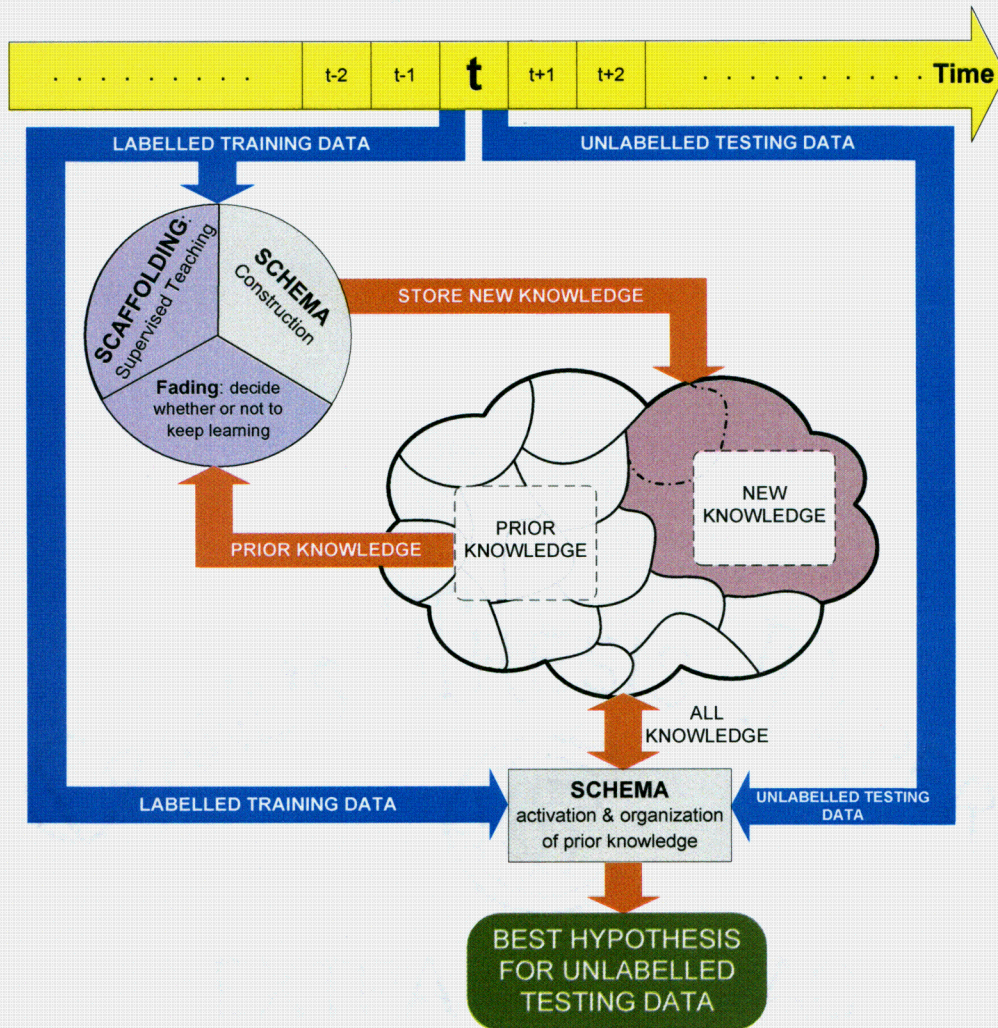 . . . . . . . . . . t-2 t-1 t t+1 t+2 . . . . . . . . . . . . Time
LABELLED TRAINING DATA
UNLABELLED TESTING DATA
SCAFFOLDING:
Supervised Teaching
SCHEMA
Construction
Fading: decide
whether or not to
keep learning
STORE NEW KNOWLEDGE
PRIOR KNOWLEDGE
PRIOR
KNOWLEDGE
NEW
KNOWLEDGE
ALL
KNOWLEDGE
LABELLED TRAINING DATA
SCHEMA
activation & organization
of prior knowledge
UNLABELLED TESTING
DATA
BEST HYPOTHESIS
FOR UNLABELLED
TESTING DATA